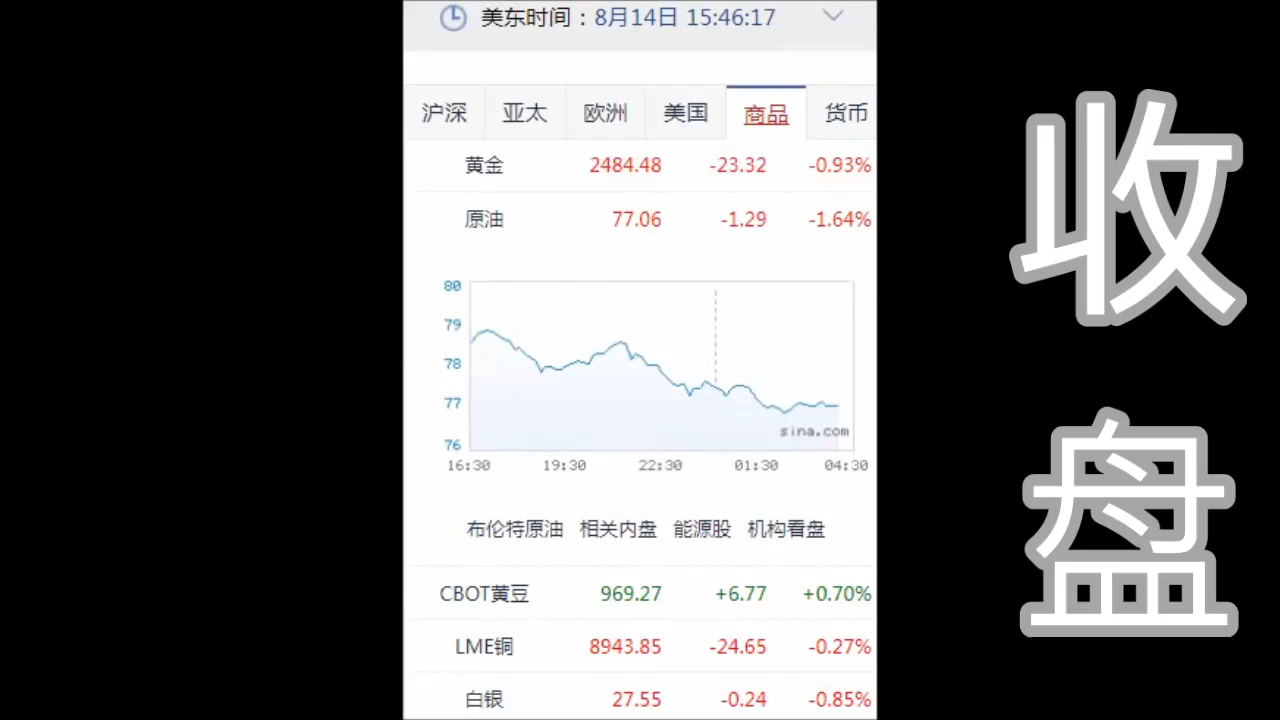 美东时间：8月14日 15:46:17
沪深 亚太 欧洲 美国 商品 货币
黄金 2484.48 -23.32 -0.93%
原油 77.06 -1.29 -1.64%
80
79
78
77
76
sina.com
16:30 19:30 22:30 01:30 04:30
布伦特原油 相关内盘 能源股 机构看盘
CBOT黄豆 969.27 +6.77 +0.70%
LME铜 8943.85 -24.65 -0.27%
白银 27.55 -0.24 -0.85%
收
盘